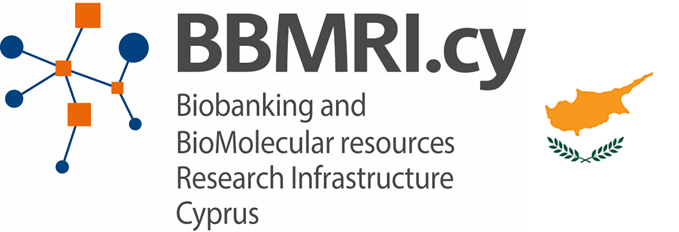 BBMRI.cy
Biobanking and
BioMolecular resources
Research Infrastructure
Cyprus